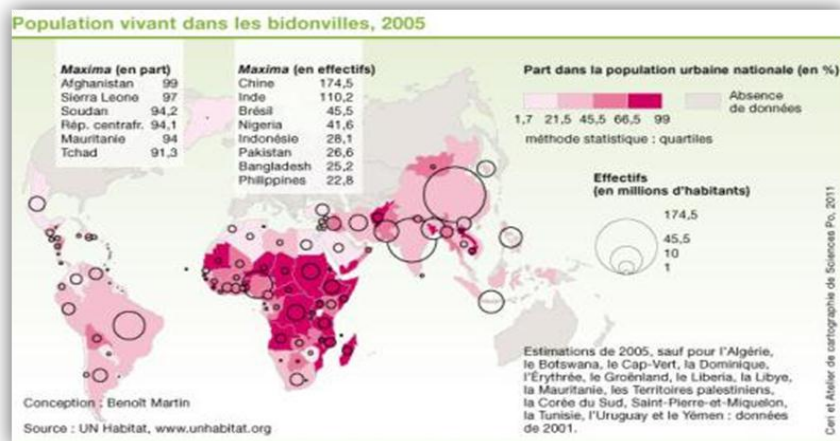 Population vivant dans les bidonvilles, 2005
Maxima (en part)
Afghanistan 99
Sierra Leone 97
Soudan 94,2
Rép. centrafr. 94,1
Mauritanie 94
Tchad 91,3
Maxima (en effectifs)
Chine 174,5
Inde 110,2
Brésil 45,5
Nigeria 41,6
Indonésie 28,1
Pakistan 26,6
Bangladesh 25,2
Philippines 22,8
Part dans la population urbaine nationale (en %)
Absence
de données
1,7 21,5 45,5 66,5 99
méthode statistique : quartiles
Effectifs
(en millions d'habitants)
174,5
45,5
10
1
Estimations de 2005, sauf pour l'Algérie,
le Botswana, le Cap-Vert, la Dominique,
l'Érythrée, le Groënland, le Liberia, la Libye,
la Mauritanie, les Territoires palestiniens,
la Corée du Sud, Saint-Pierre-et-Miquelon,
la Tunisie, l'Uruguay et le Yémen : données
de 2001.
Conception : Benoît Martin
Source : UN Habitat, www.unhabitat.org
Ceri et Atelier de cartographie de Sciences Po, 2011